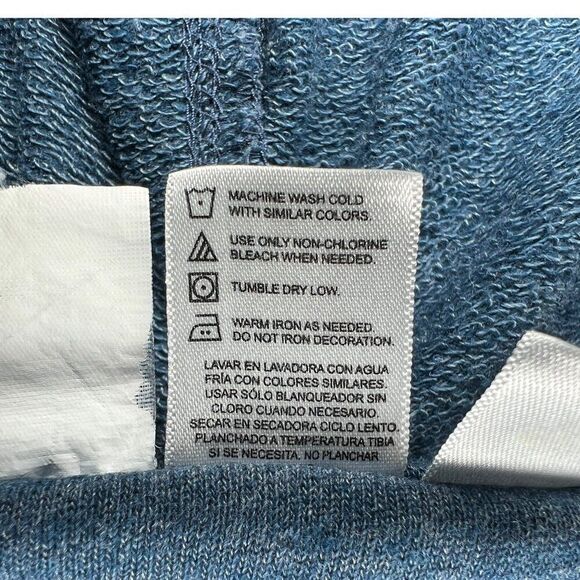 MACHINE WASH COLD
WITH SIMILAR COLORS.
USE ONLY NON-CHLORINE
BLEACH WHEN NEEDED.
TUMBLE DRY LOW.
WARM IRON AS NEEDED.
DO NOT IRON DECORATION.
LAVAR EN LAVADORA CON AGUA
FRÍA CON COLORES SIMILARES.
USAR SÓLO BLANQUEADOR SIN
CLORO CUANDO NECESARIO.
SECAR EN SECADORA CICLO LENTO.
PLANCHADO A TEMPERATURA TIBIA
SI SE NECESITA. NO PLANCHAR